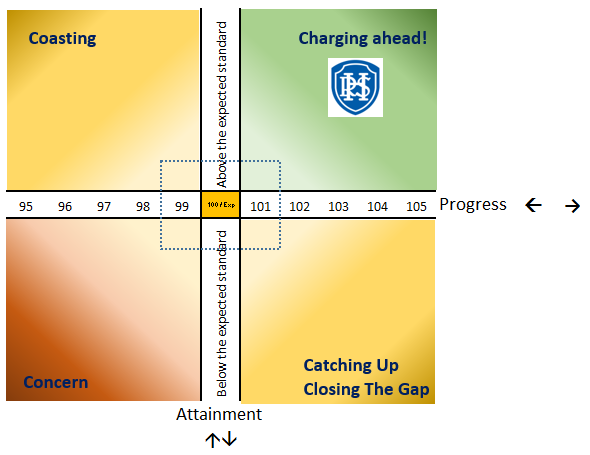 Coasting
Charging ahead!
PHS
Above the expected standard
95 96 97 98 99 100 / Exp 101 102 103 104 105 Progress ← →
Below the expected standard
Concern
Catching Up
Closing The Gap
Attainment
↑↓